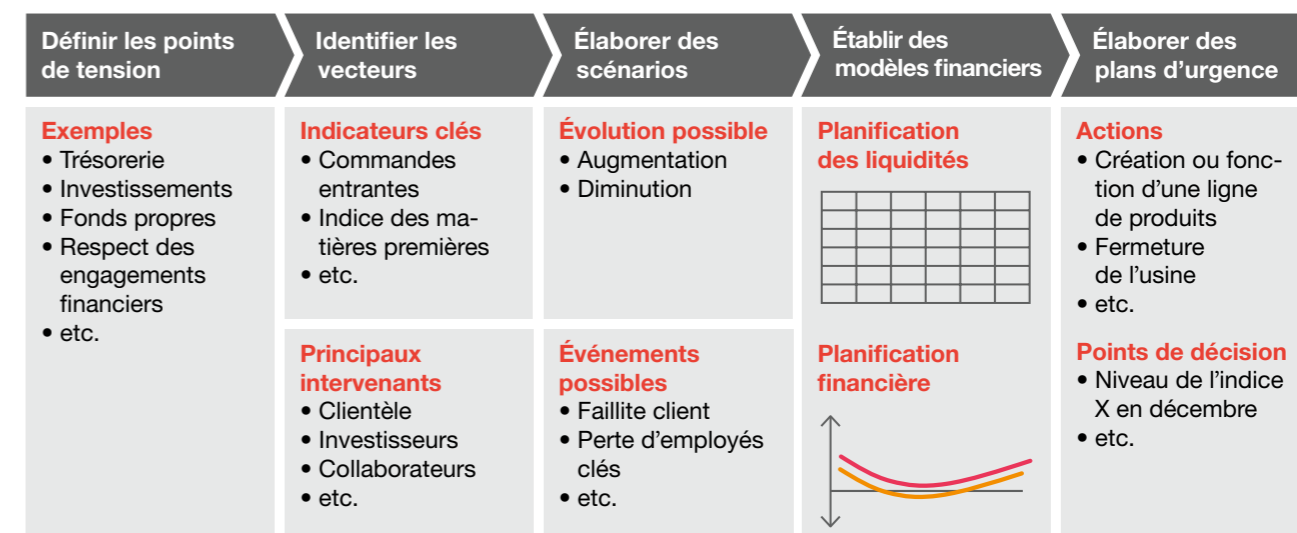 Définir les points
de tension
Identifier les
vecteurs
Élaborer des
scénarios
Établir des
modèles financiers
Élaborer des
plans d'urgence
Exemples
• Trésorerie
• Investissements
• Fonds propres
• Respect des
engagements
financiers
• etc.
Indicateurs clés
• Commandes
entrantes
• Indice des ma-
tières premières
• etc.
Principaux
intervenants
• Clientèle
• Investisseurs
• Collaborateurs
• etc.
Évolution possible
• Augmentation
• Diminution
Événements
possibles
• Faillite client
• Perte d'employés
clés
• etc.
Planification
des liquidités
Planification
financière
Actions
• Création ou fonc-
tion d'une ligne
de produits
• Fermeture
de l'usine
• etc.
Points de décision
• Niveau de l'indice
X en décembre
• etc.